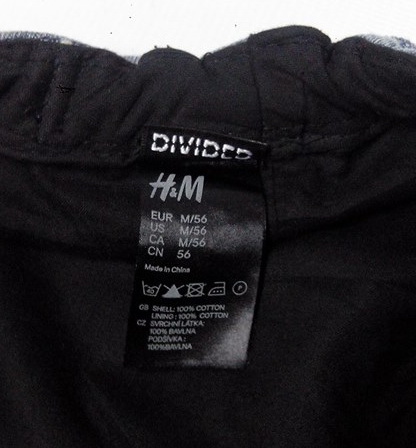 DIVIDED
H&M
EUR M/56
US M/56
CA M/56
CN 56
Made in China
40 P
GB SHELL: 100% COTTON
LINING : 100% COTTON
CZ SVRCHNÍ LÁTKA:
100% BAVLNA
PODŠÍVKA :
100%BAVLNA